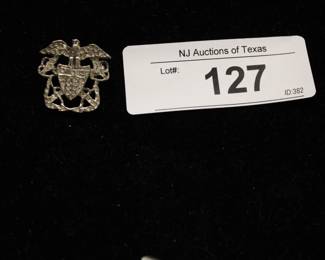 NJ Auctions of Texas
Lot#:
127
ID:382